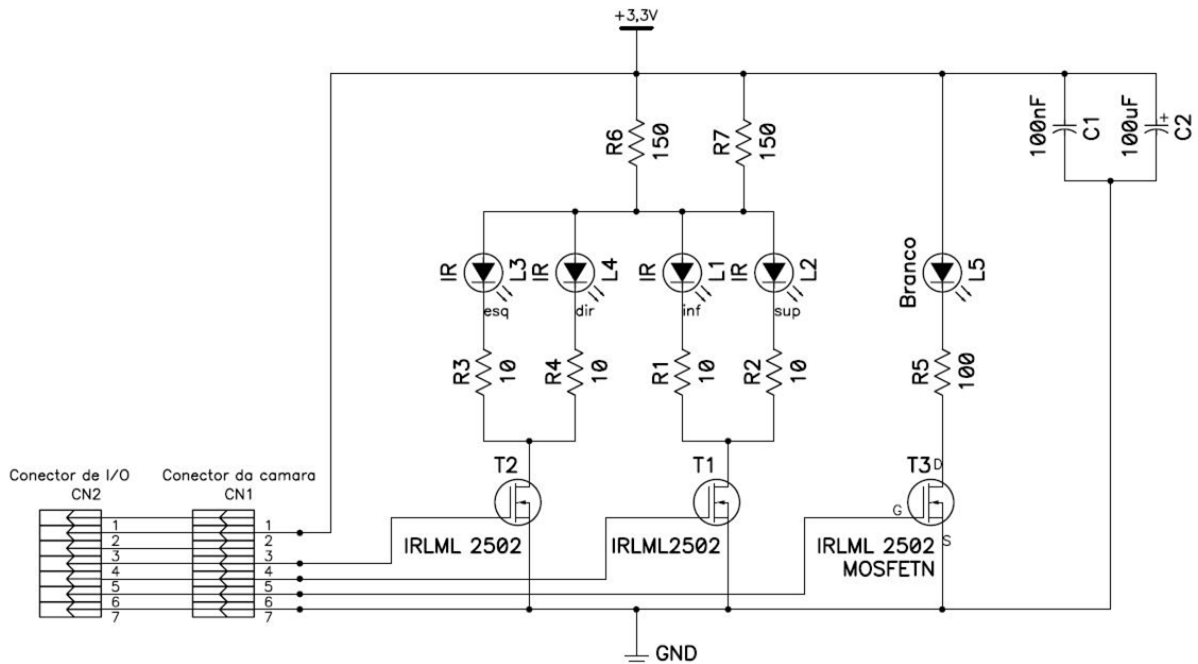 +3,3V
R6
150
R7
150
100nF
C1
100uF
+
C2
IR
L3
esq
IR
L4
dir
IR
L1
inf
IR
L2
sup
Branco
L5
R3
10
R4
10
R1
10
R2
10
R5
100
T2
T1
T3
D
G
S
IRLML 2502
IRLML2502
IRLML 2502
MOSFETN
Conector de I/O
CN2
Conector da camara
CN1
1
2
3
4
5
6
7
1
2
3
4
5
6
7
GND